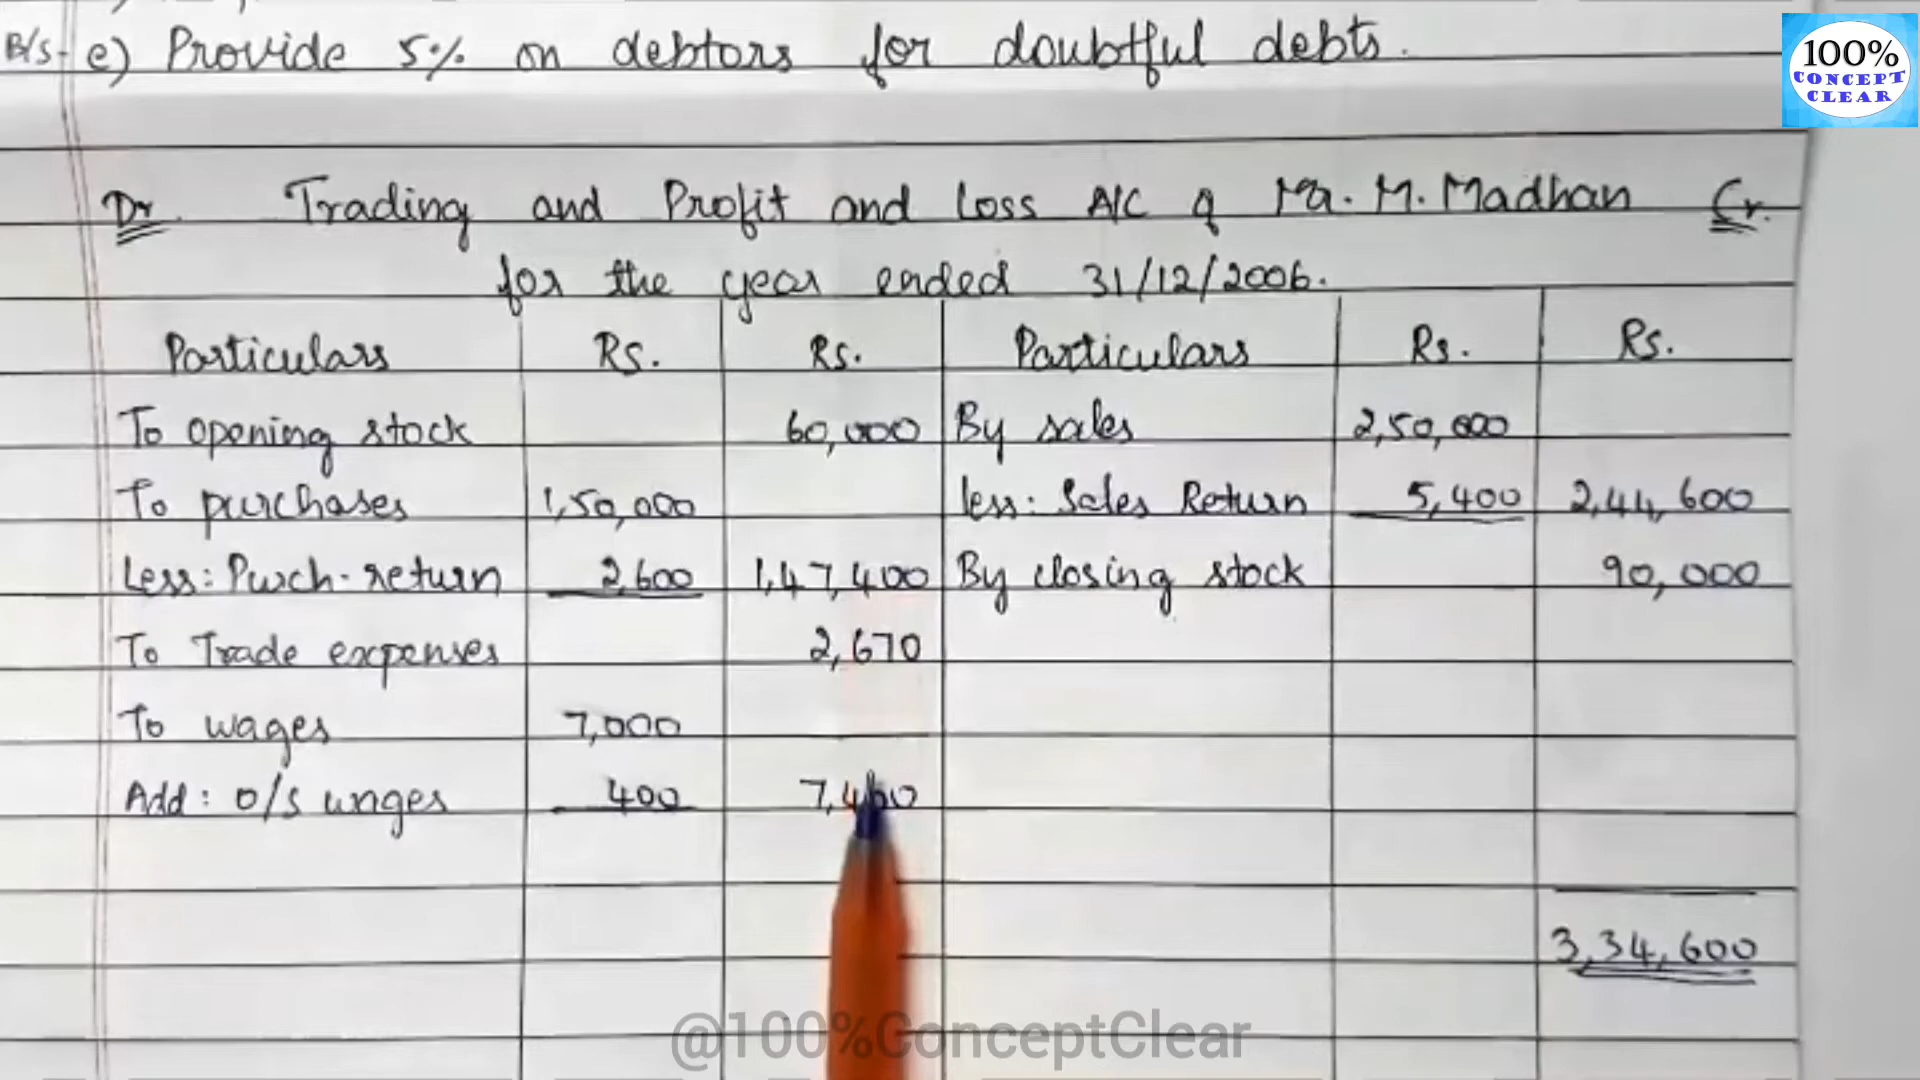 B/S- e) Provide 5% on debtors for doubtful debts.
100%
CONCEPT
CLEAR
Dr. Trading and Profit and Loss A/C of Mr. M. Madhan Cr.
for the year ended 31/12/2006.
Particulars Rs. Rs. Particulars Rs. Rs.
To opening stock 60,000 By sales 2,50,000
To purchases 1,50,000 less: Sales Return 5,400 2,44,600
Less: Purch. return 2,600 1,47,400 By closing stock 90,000
To Trade expenses 2,670
To wages 7,000
Add: o/s wages 400 7,400
3,34,600
@100%ConceptClear